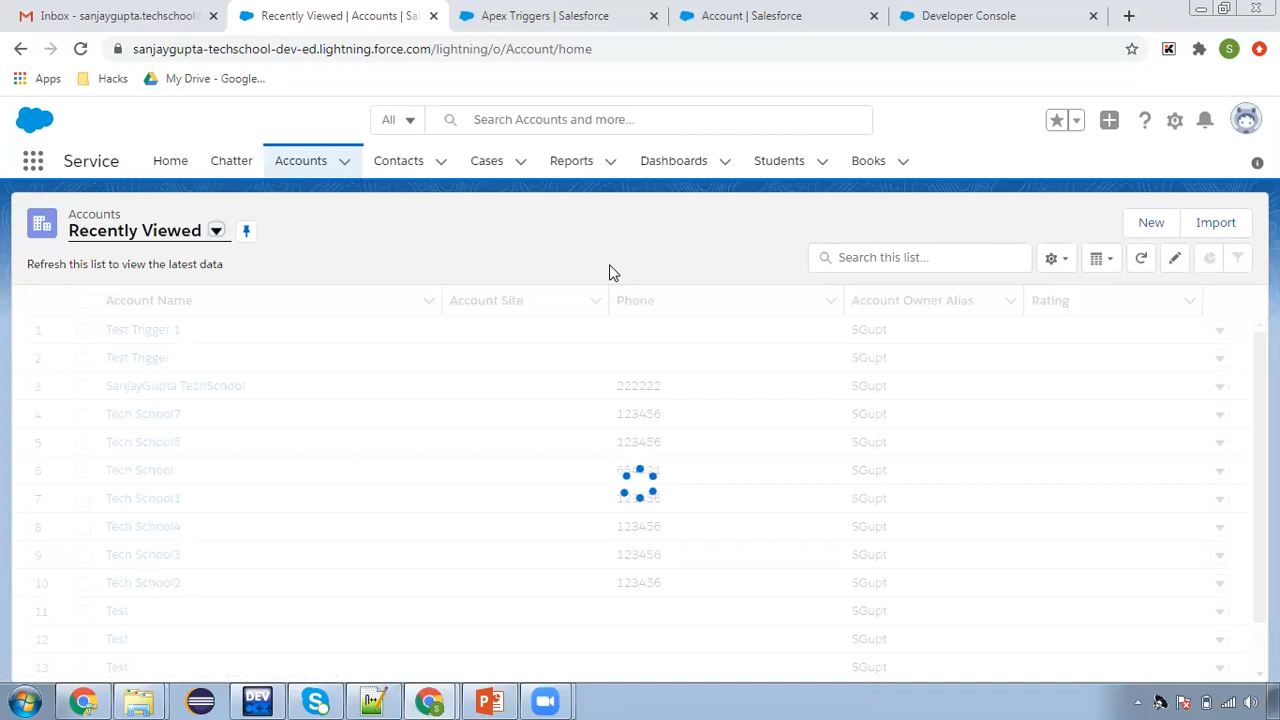 Inbox - sanjaygupta.techschool@
Recently Viewed | Accounts | Sal
Apex Triggers | Salesforce
Account | Salesforce
Developer Console
sanjaygupta-techschool-dev-ed.lightning.force.com/lightning/o/Account/home
S
Apps
Hacks
My Drive - Google...
All
Search Accounts and more...
Service
Home
Chatter
Accounts
Contacts
Cases
Reports
Dashboards
Students
Books
Accounts
Recently Viewed
New
Import
Refresh this list to view the latest data
Search this list...
Account Name Account Site Phone Account Owner Alias Rating
1 Test Trigger 1 SGupt
2 Test Trigger SGupt
3 SanjayGupta TechSchool 222222 SGupt
4 Tech School7 123456 SGupt
5 Tech School5 123456 SGupt
6 Tech School SGupt
7 Tech School1 SGupt
8 Tech School4 123456 SGupt
9 Tech School3 123456 SGupt
10 Tech School2 123456 SGupt
11 Test SGupt
12 Test SGupt
13 Test SGupt
DEV
C++